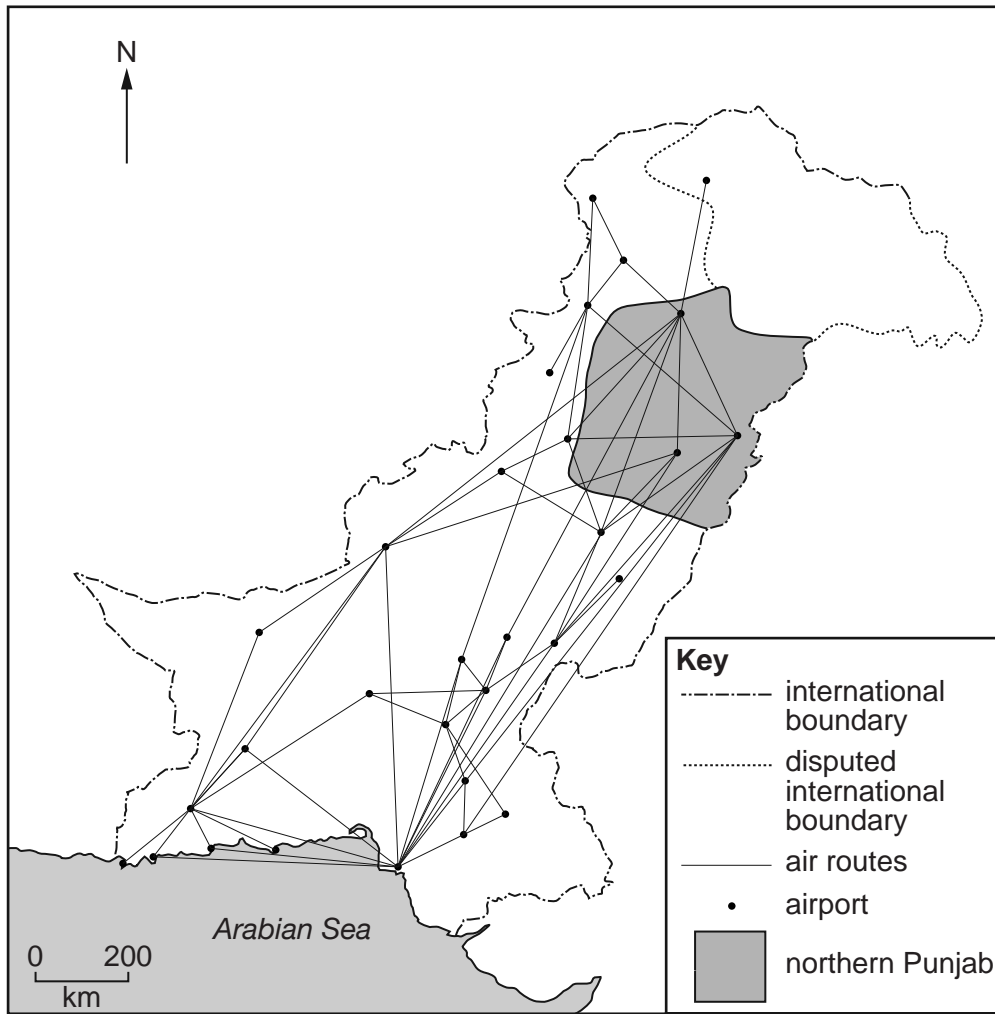 N
Key
international
boundary
disputed
international
boundary
air routes
airport
northern Punjab
Arabian Sea
0 200
km